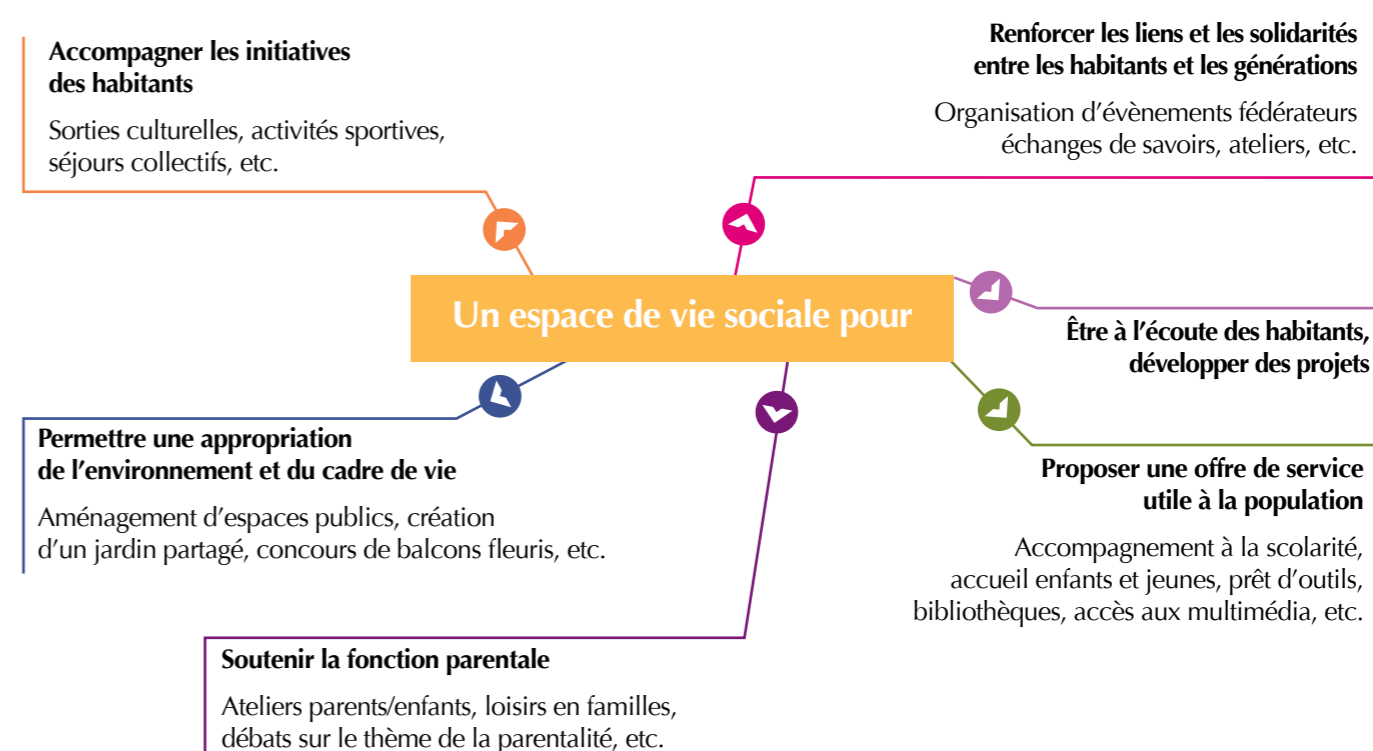 Accompagner les initiatives
des habitants
Sorties culturelles, activités sportives,
séjours collectifs, etc.
Renforcer les liens et les solidarités
entre les habitants et les générations
Organisation d'évènements fédérateurs
échanges de savoirs, ateliers, etc.
Un espace de vie sociale pour
Être à l'écoute des habitants,
développer des projets
Permettre une appropriation
de l'environnement et du cadre de vie
Aménagement d'espaces publics, création
d'un jardin partagé, concours de balcons fleuris, etc.
Proposer une offre de service
utile à la population
Accompagnement à la scolarité,
accueil enfants et jeunes, prêt d'outils,
bibliothèques, accès aux multimédia, etc.
Soutenir la fonction parentale
Ateliers parents/enfants, loisirs en familles,
débats sur le thème de la parentalité, etc.